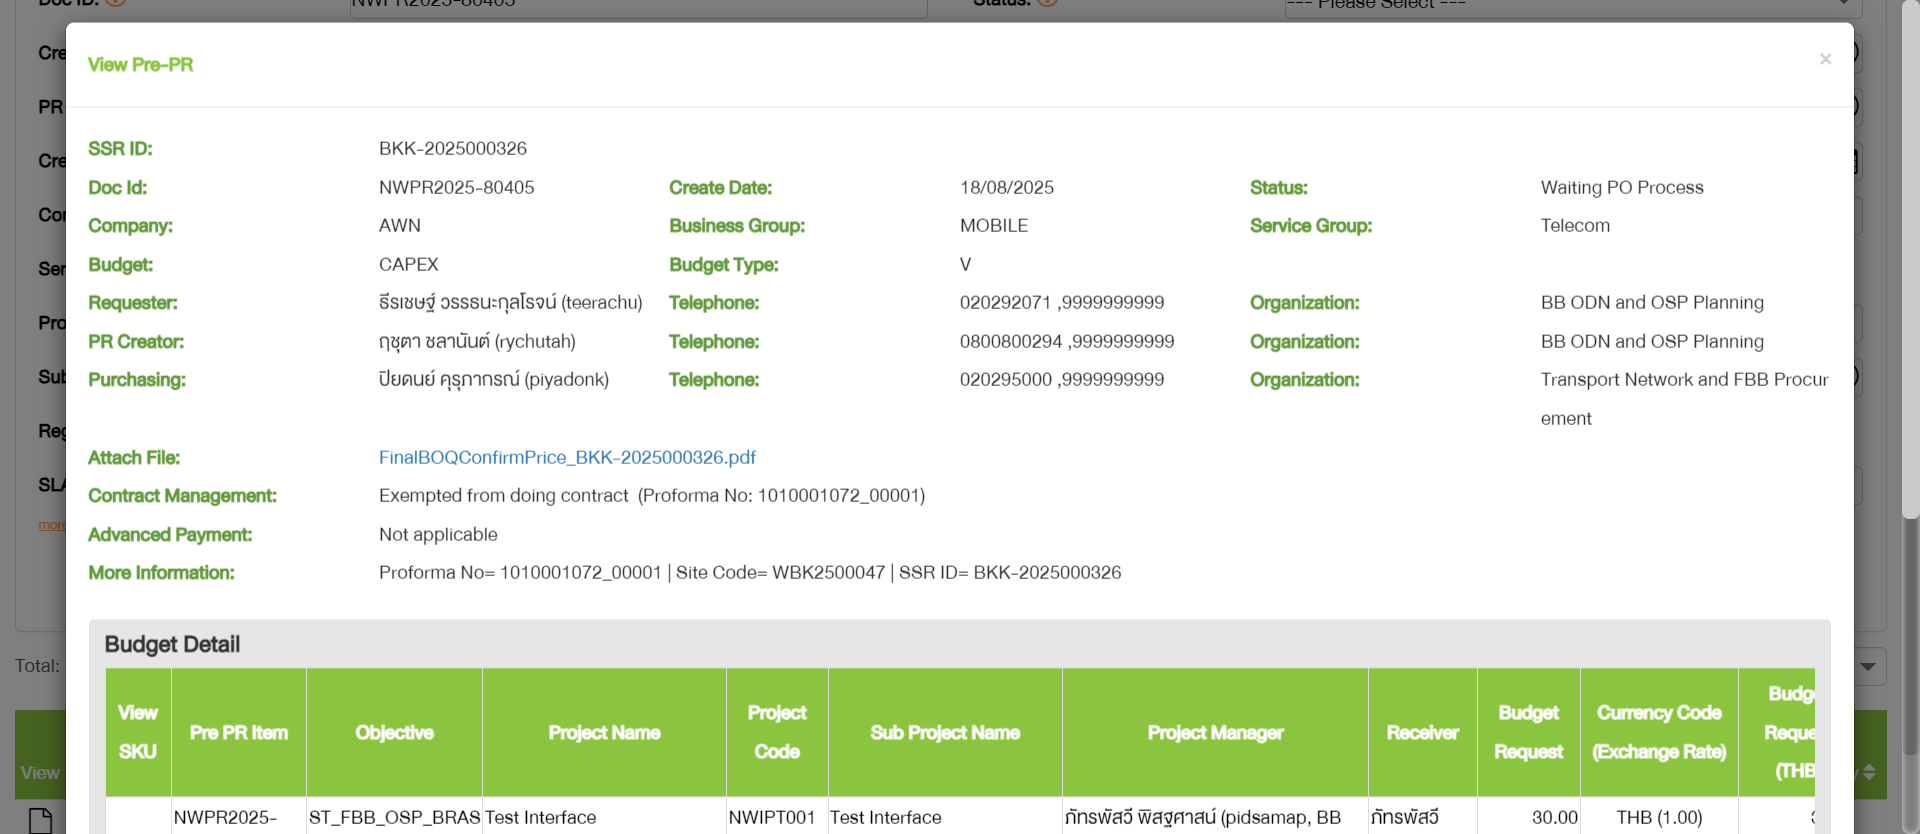 View Pre-PR ×
SSR ID: BKK-2025000326
Doc Id: NWPR2025-80405 Create Date: 18/08/2025 Status: Waiting PO Process
Company: AWN Business Group: MOBILE Service Group: Telecom
Budget: CAPEX Budget Type: V
Requester: ธีรเชษฐ์ วรรธนะกุลโรจน์ (teerachu) Telephone: 020292071 ,9999999999 Organization: BB ODN and OSP Planning
PR Creator: ฤชุตา ชลานันต์ (rychutah) Telephone: 0800800294 ,9999999999 Organization: BB ODN and OSP Planning
Purchasing: ปิยดนย์ คุรุภากรณ์ (piyadonk) Telephone: 020295000 ,9999999999 Organization: Transport Network and FBB Procur
ement
Attach File: FinalBOQConfirmPrice_BKK-2025000326.pdf
Contract Management: Exempted from doing contract (Proforma No: 1010001072_00001)
Advanced Payment: Not applicable
More Information: Proforma No= 1010001072_00001 | Site Code= WBK2500047 | SSR ID= BKK-2025000326
Budget Detail
Total:
View
View SKU Pre PR Item Objective Project Name Project Code Sub Project Name Project Manager Receiver Budget Request Currency Code (Exchange Rate)
NWPR2025- ST_FBB_OSP_BRAS Test Interface NWIPT001 Test Interface ภัทรพัสวี พิสฐศาสน์ (pidsamap, BB ภัทรพัสวี 30.00 THB (1.00)